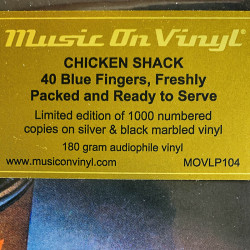 Music On Vinyl®
CHICKEN SHACK
40 Blue Fingers, Freshly
Packed and Ready to Serve
Limited edition of 1000 numbered
copies on silver & black marbled vinyl
180 gram audiophile vinyl
www.musiconvinyl.com MOVLP104